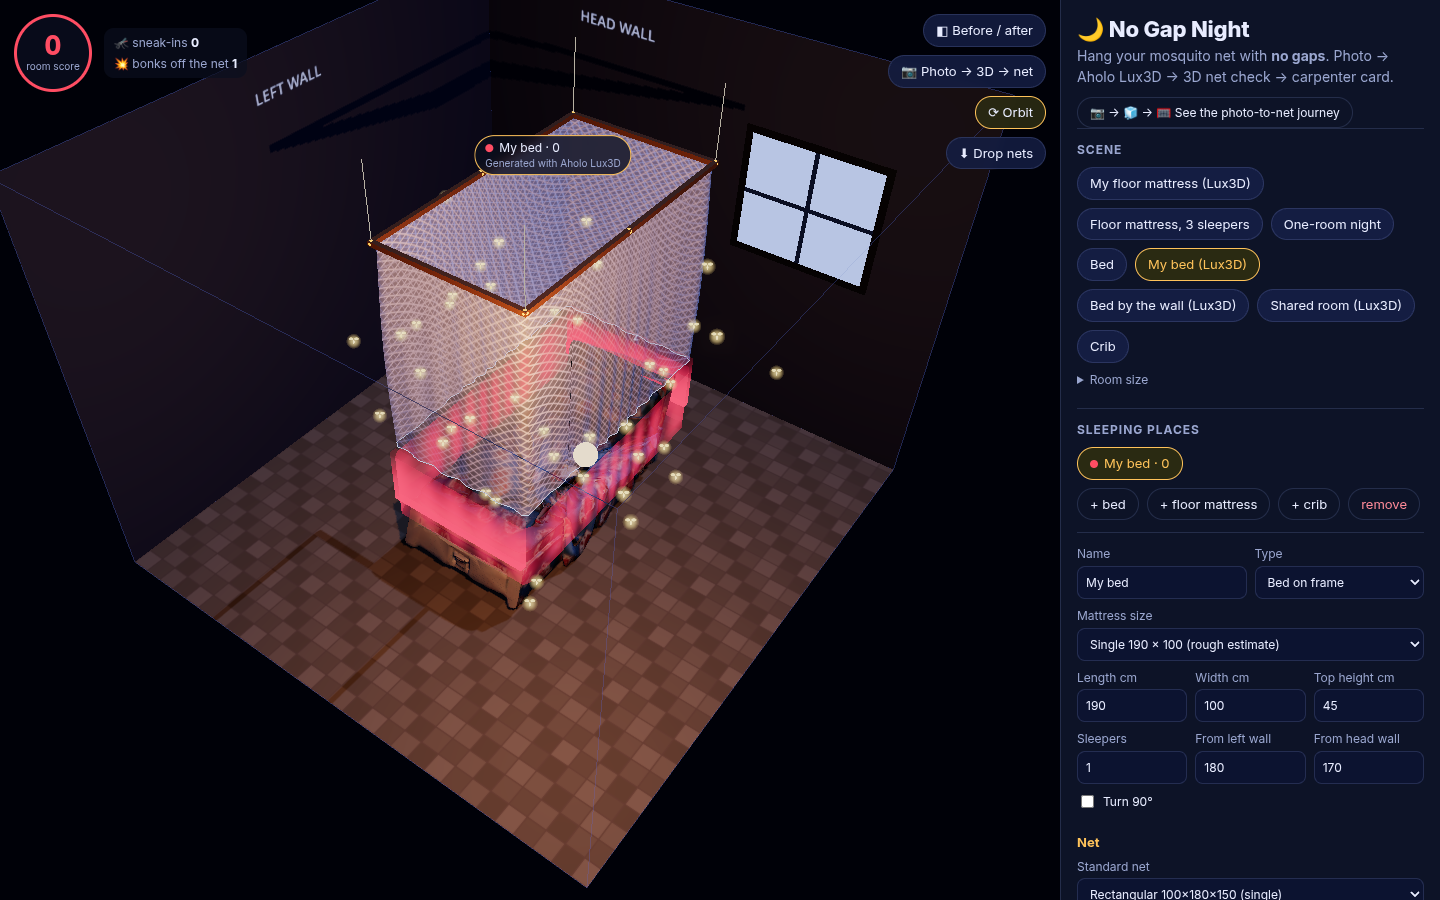 0
room score
🦟 sneak-ins 0
💥 bonks off the net 1
LEFT WALL
HEAD WALL
My bed · 0
Generated with Aholo Lux3D
◧ Before / after
📷 Photo → 3D → net
⟳ Orbit
⬇ Drop nets
🌙 No Gap Night
Hang your mosquito net with no gaps. Photo →
Aholo Lux3D → 3D net check → carpenter card.
📷 → 🧊 → 🥅 See the photo-to-net journey
SCENE
My floor mattress (Lux3D)
Floor mattress, 3 sleepers
One-room night
Bed
My bed (Lux3D)
Bed by the wall (Lux3D)
Shared room (Lux3D)
Crib
▶ Room size
SLEEPING PLACES
My bed · 0
+ bed
+ floor mattress
+ crib
remove
Name
Type
My bed
Bed on frame
Mattress size
Single 190 × 100 (rough estimate)
Length cm
Width cm
Top height cm
190
100
45
Sleepers
From left wall
From head wall
1
180
170
Turn 90°
Net
Standard net
Rectangular 100×180×150 (single)